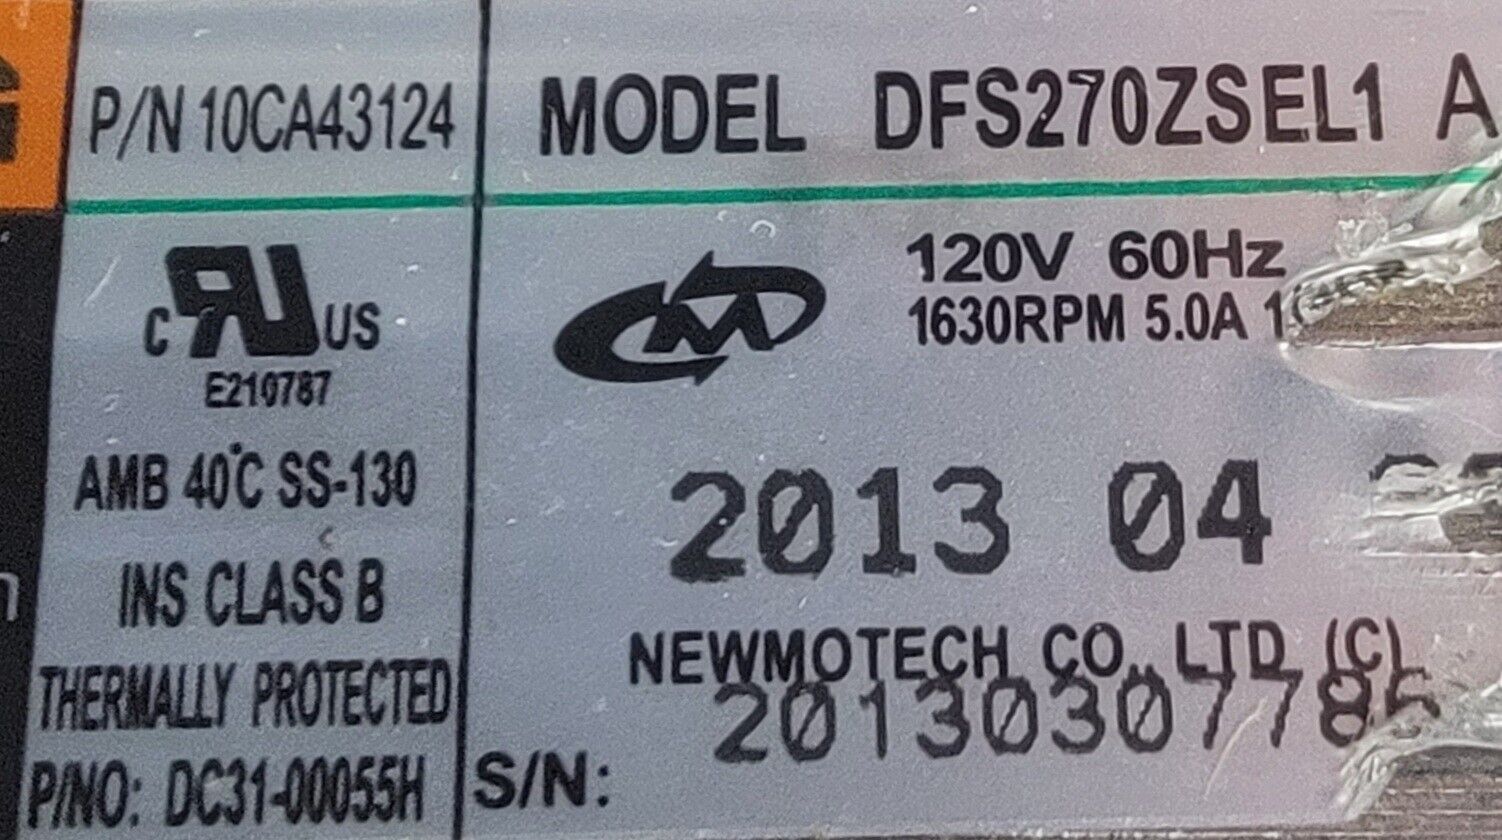 P/N 10CA43124
MODEL DFS270ZSEL1 A
C US
E210787
120V 60Hz
1630RPM 5.0A
AMB 40°C SS-130
2013 04
INS CLASS B
NEWMOTECH CO., LTD (C)
THERMALLY PROTECTED
P/NO: DC31-00055H
S/N: 20130307785